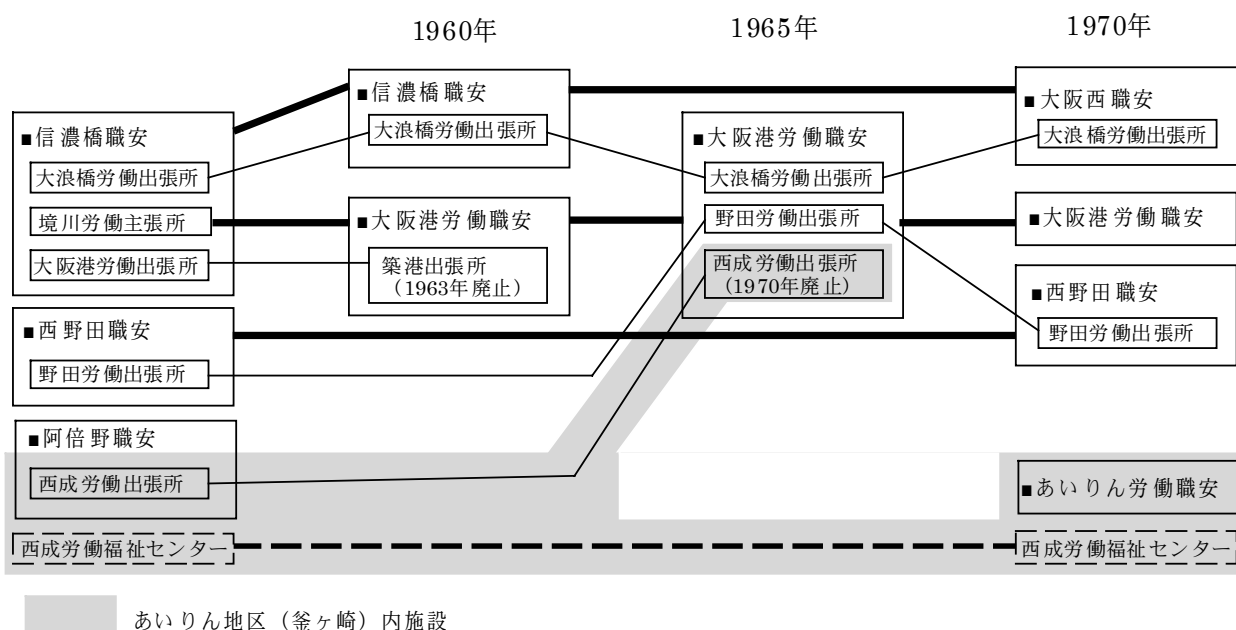 1960年
1965年
1970年
■信濃橋職安
大浪橋労働出張所
境川労働主張所
大阪港労働出張所
■西野田職安
野田労働出張所
■阿倍野職安
西成労働出張所
西成労働福祉センター
■信濃橋職安
大浪橋労働出張所
■大阪港労働職安
築港出張所
（1963年廃止）
■大阪港労働職安
大浪橋労働出張所
野田労働出張所
西成労働出張所
（1970年廃止）
■大阪西職安
大浪橋労働出張所
■大阪港労働職安
■西野田職安
野田労働出張所
■あいりん労働職安
西成労働福祉センター
あいりん地区（釜ヶ崎）内施設